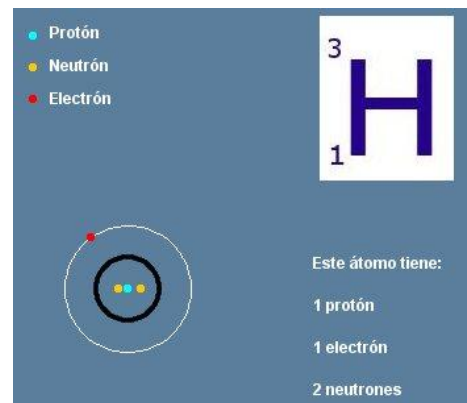 Protón
Neutrón
Electrón
3
H
1
Este átomo tiene:
1 protón
1 electrón
2 neutrones